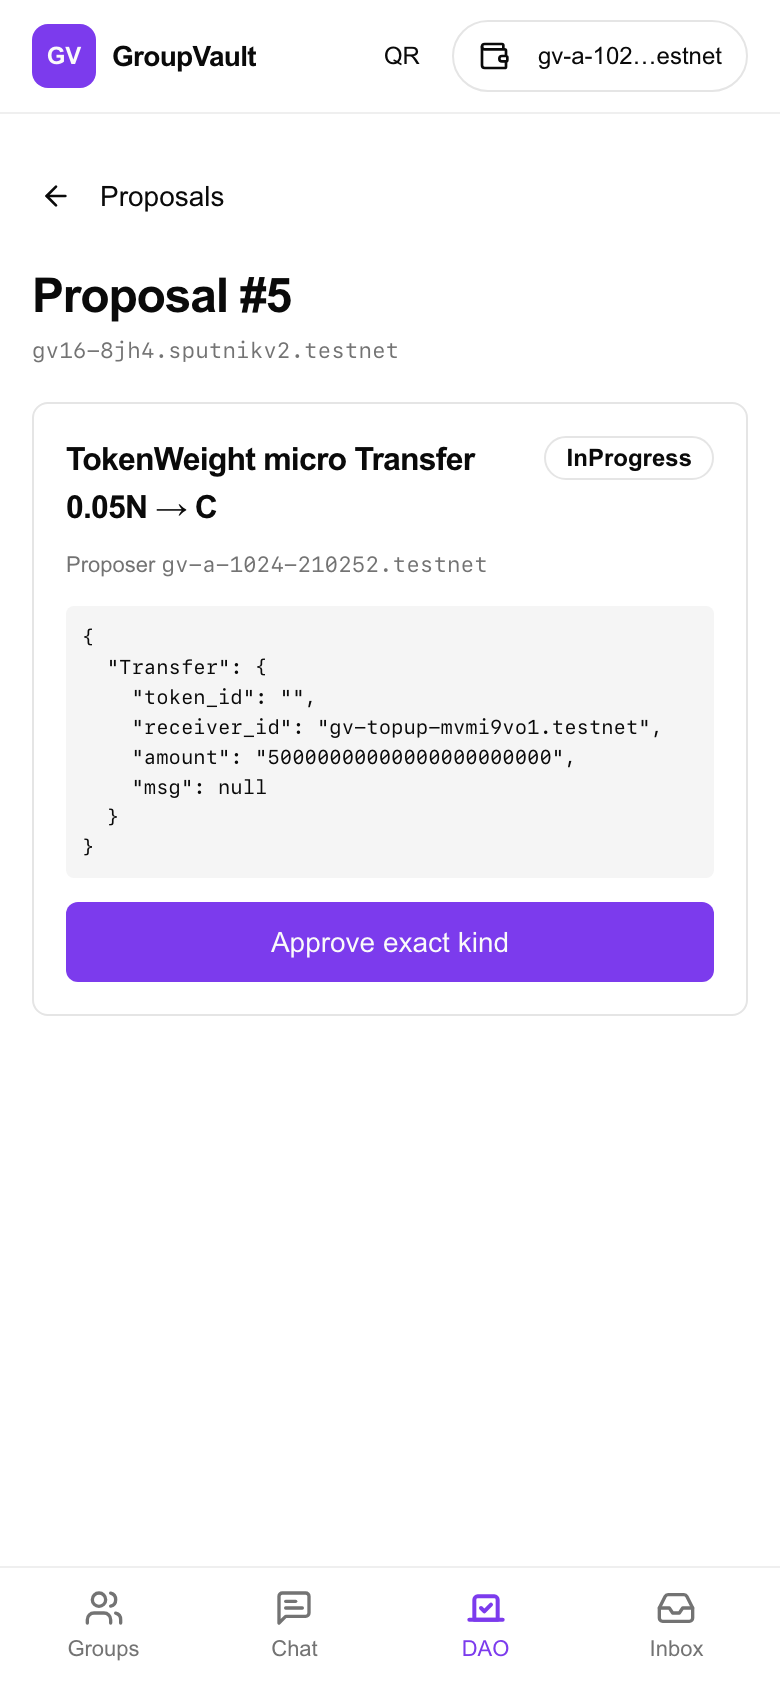 GV GroupVault QR gv-a-102...estnet
Proposals
Proposal #5
gv16-8jh4.sputnikv2.testnet
TokenWeight micro Transfer InProgress
0.05N → C
Proposer gv-a-1024-210252.testnet
{
  "Transfer": {
    "token_id": "",
    "receiver_id": "gv-topup-mvmi9vo1.testnet",
    "amount": "50000000000000000000000",
    "msg": null
  }
}
Approve exact kind
Groups Chat DAO Inbox